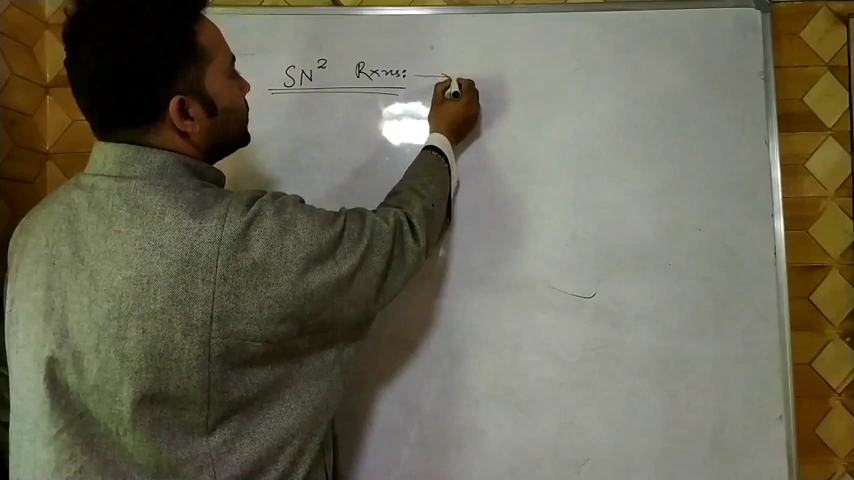 SN² Rxns: →